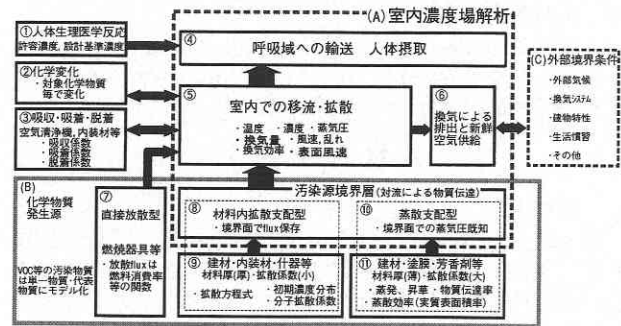 (A)室内濃度場解析
①人体生理医学反応
許容濃度, 設計基準濃度
④
呼吸域への輸送　人体摂取
②化学変化
・対象化学物質
毎で変化
③吸収・吸着・脱着
空気清浄機, 内装材等
・吸収係数
・吸着係数
・脱着係数
⑤
室内での移流・拡散
・温度　・濃度・蒸気圧
・換気量　・風速, 乱れ
・換気効率　・表面風速
⑥
換気による
排出と新鮮
空気供給
(C)外部境界条件
・外部気候
・換気システム
・建物特性
・生活慣習
・その他
(B)
化学物質
発生源
VOC等の汚染物質
は単一物質・代表
物質にモデル化
⑦
直接放散型
燃焼器具等
・放散fluxは
燃料消費率
等の関数
汚染源境界層(対流による物質伝達)
⑧
材料内拡散支配型
・境界面でflux保存
⑩
蒸散支配型
・境界面での蒸気圧既知
⑨ 建材・内装材・什器等
材料厚(厚)・拡散係数(小)
・拡散方程式　・初期濃度分布
・分子拡散係数
⑪ 建材・塗膜・芳香剤等
材料厚(薄)・拡散係数(大)
・蒸発、昇華・物質伝達率
・蒸散効率(実質表面積率)